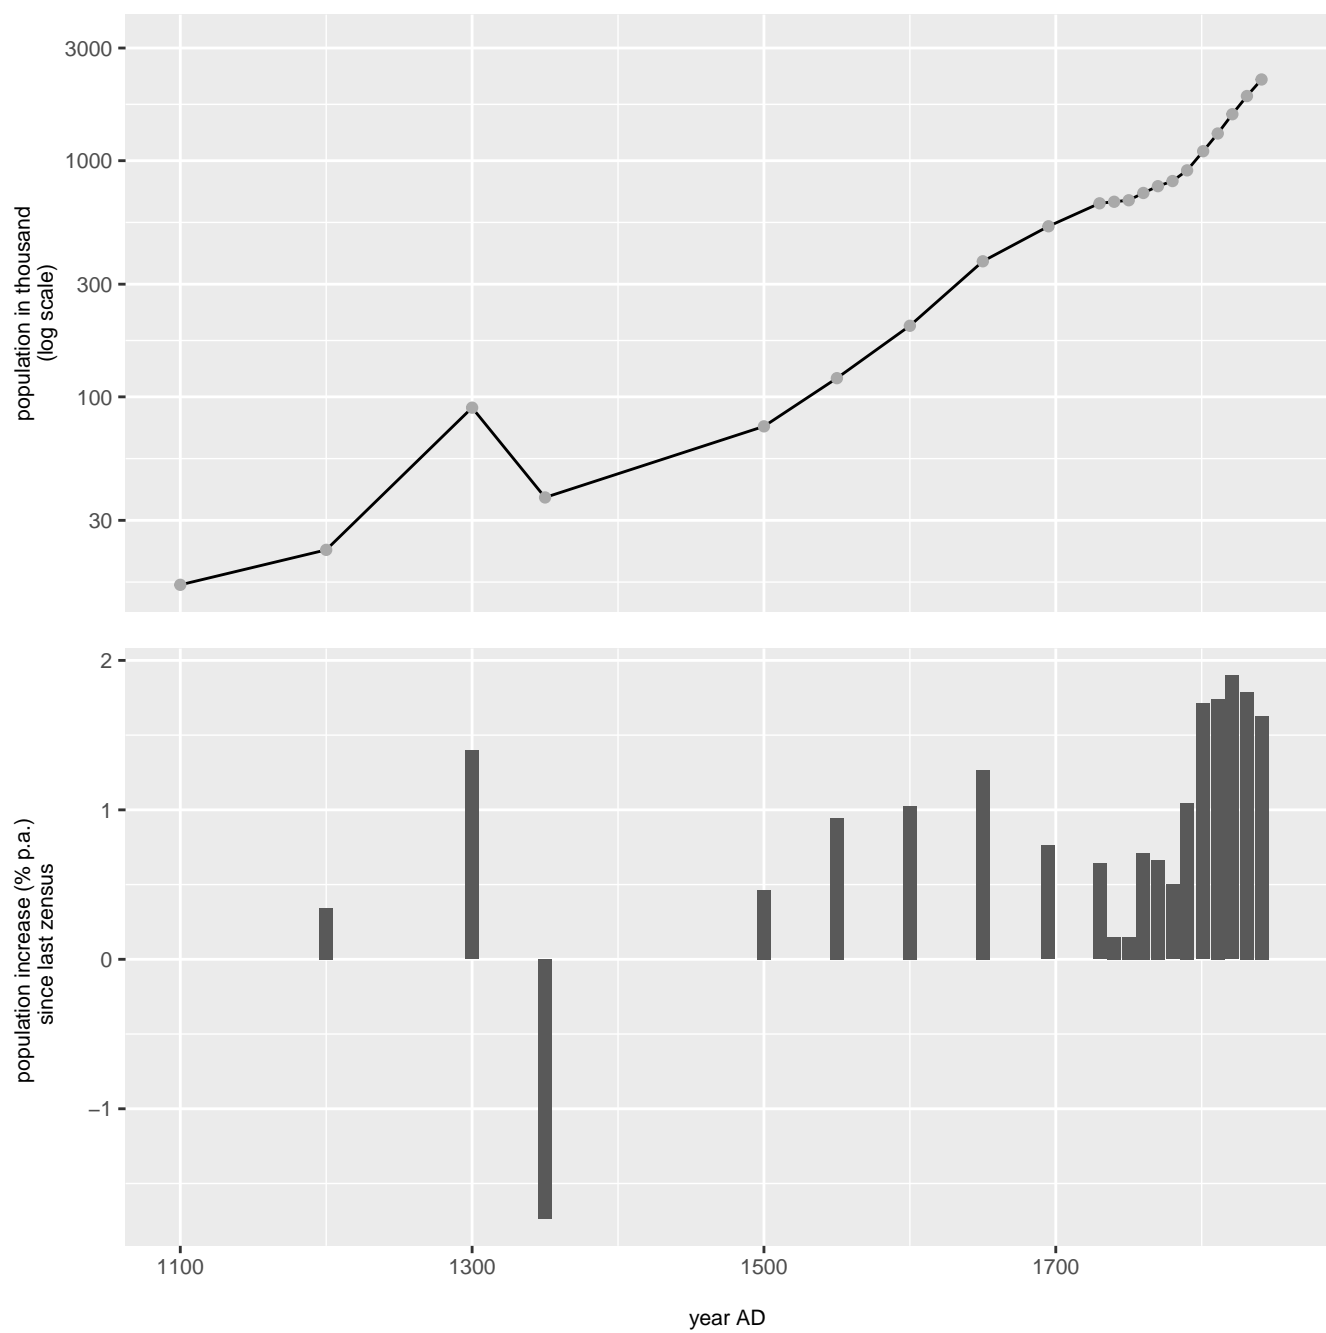 3000
1000
300
100
30
population in thousand
(log scale)
2
1
0
−1
population increase (% p.a.)
since last zensus
1100
1300
1500
1700
year AD